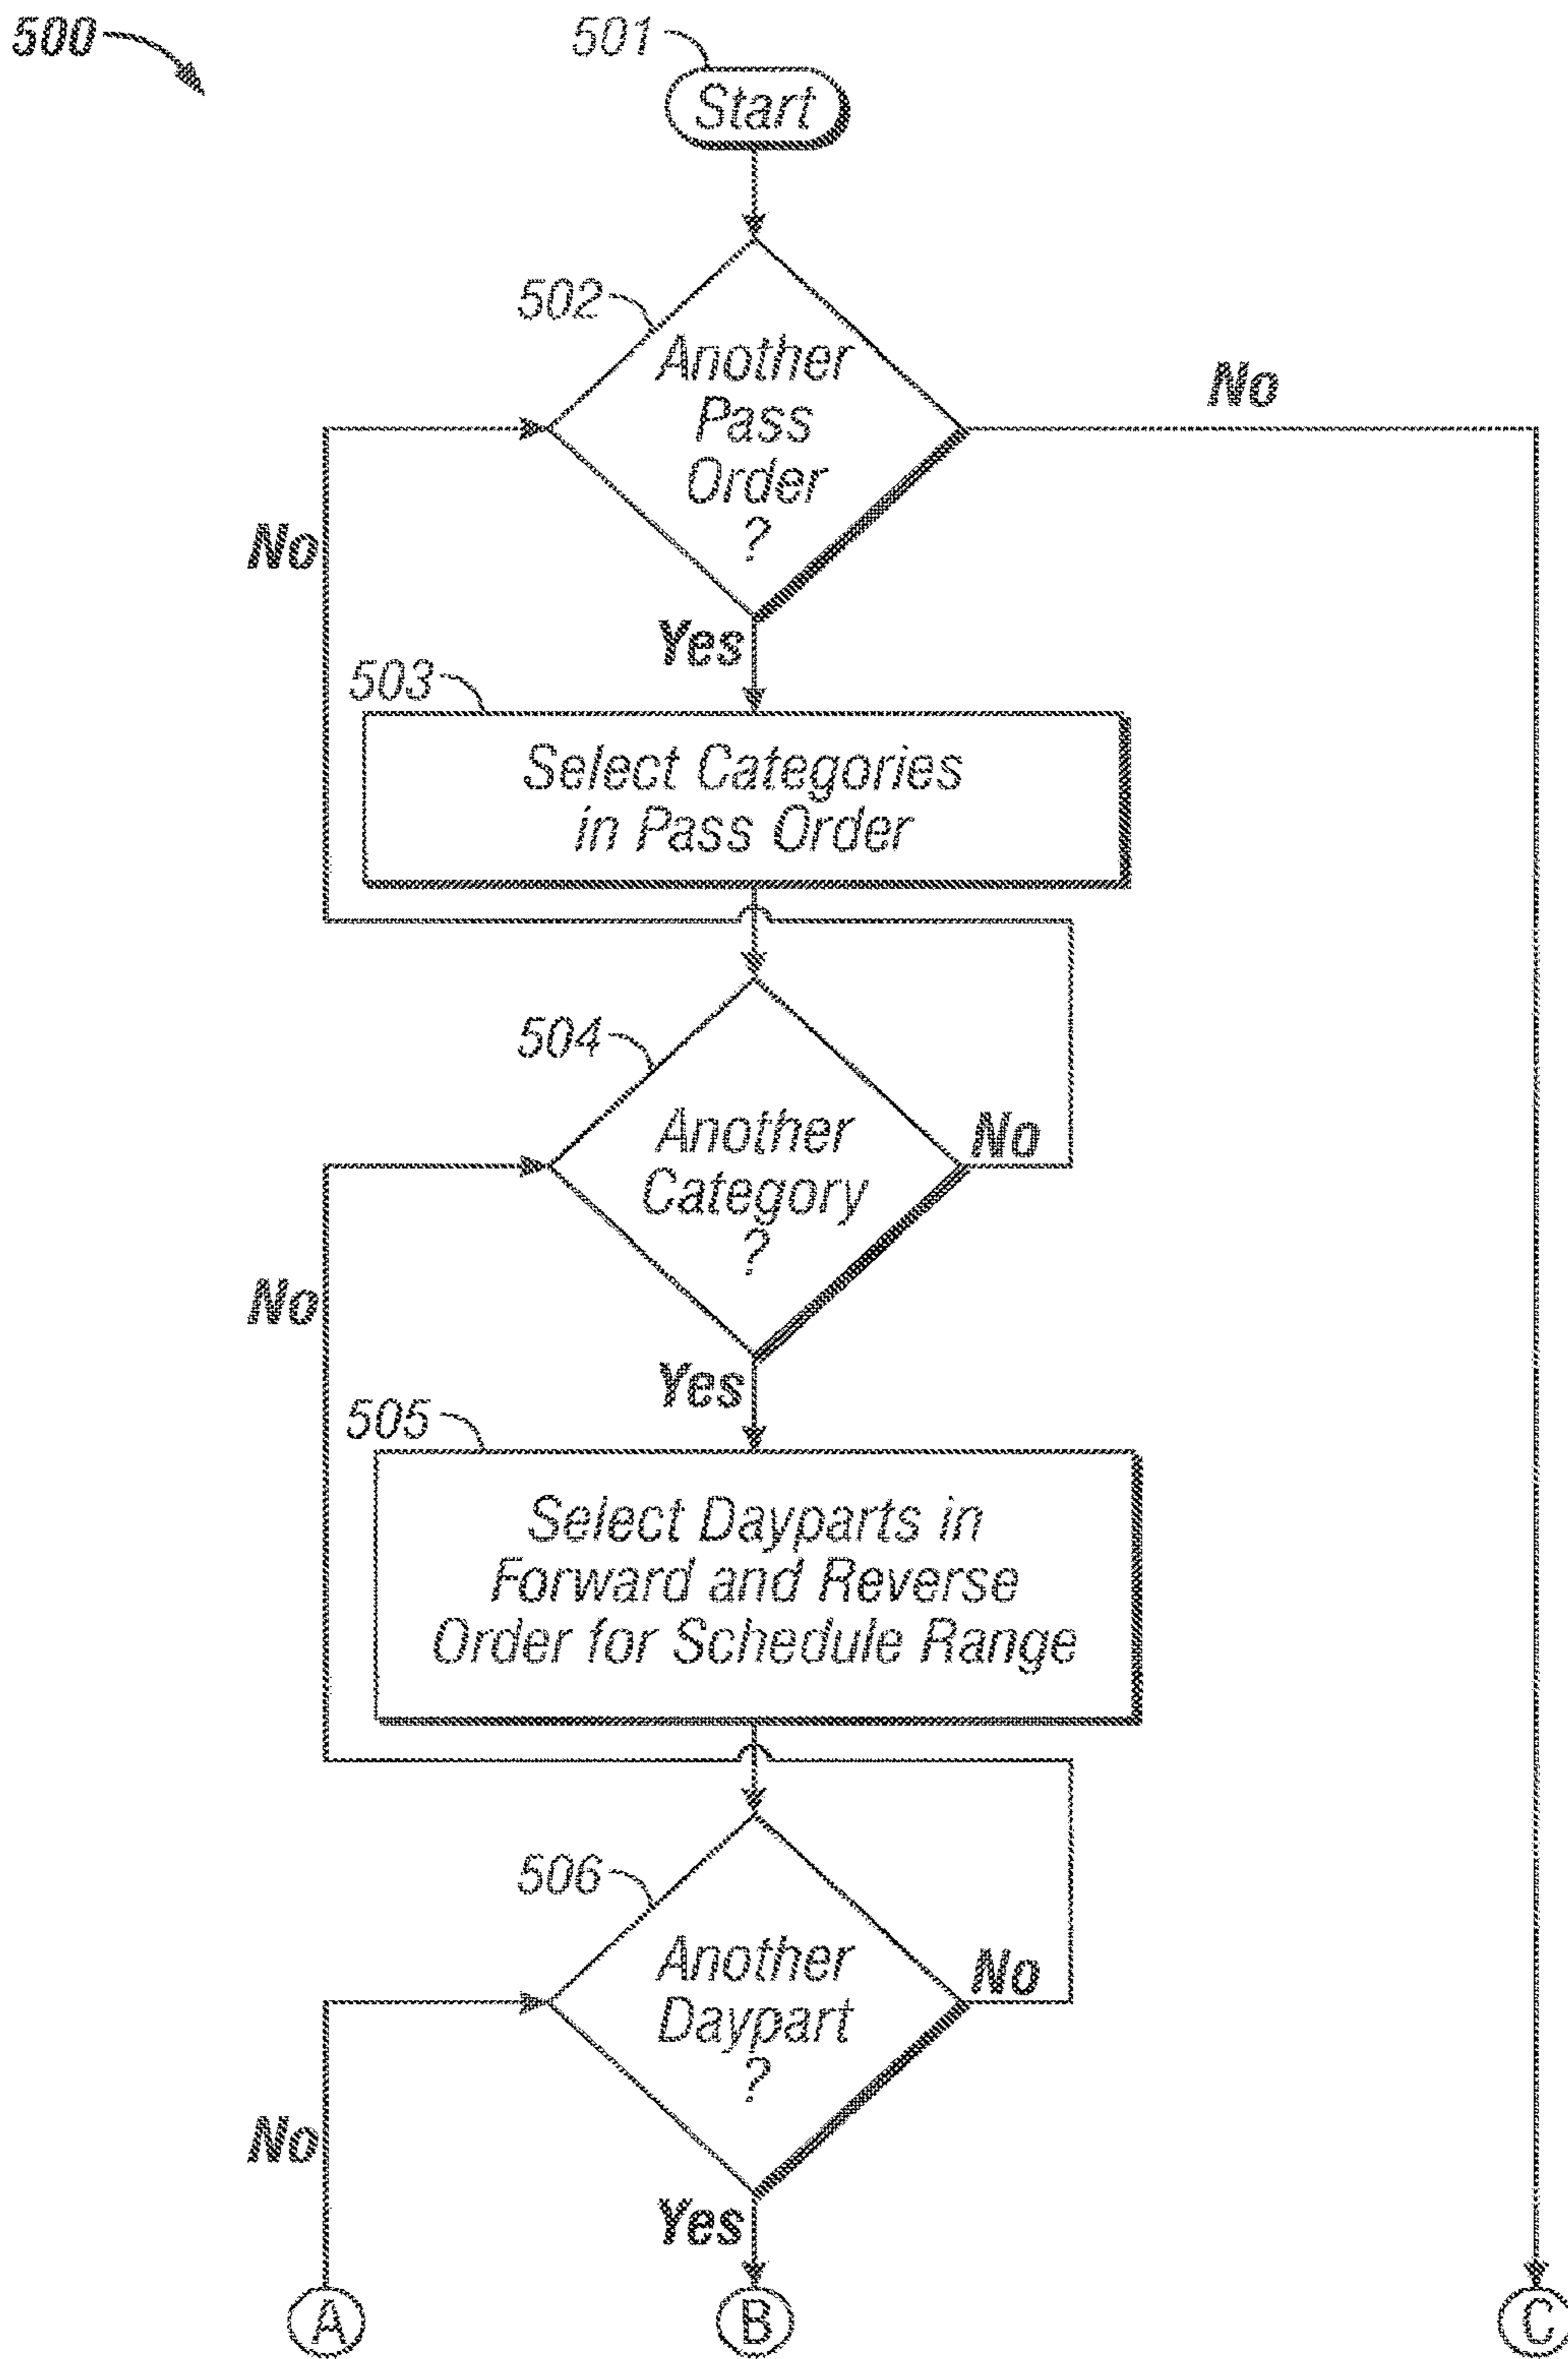 500
501
Start
502
Another
Pass
Order
?
No
No
Yes
503
Select Categories
in Pass Order
504
Another
Category
?
No
No
Yes
505
Select Dayparts in
Forward and Reverse
Order for Schedule Range
506
Another
Daypart
?
No
No
Yes
A
B
C